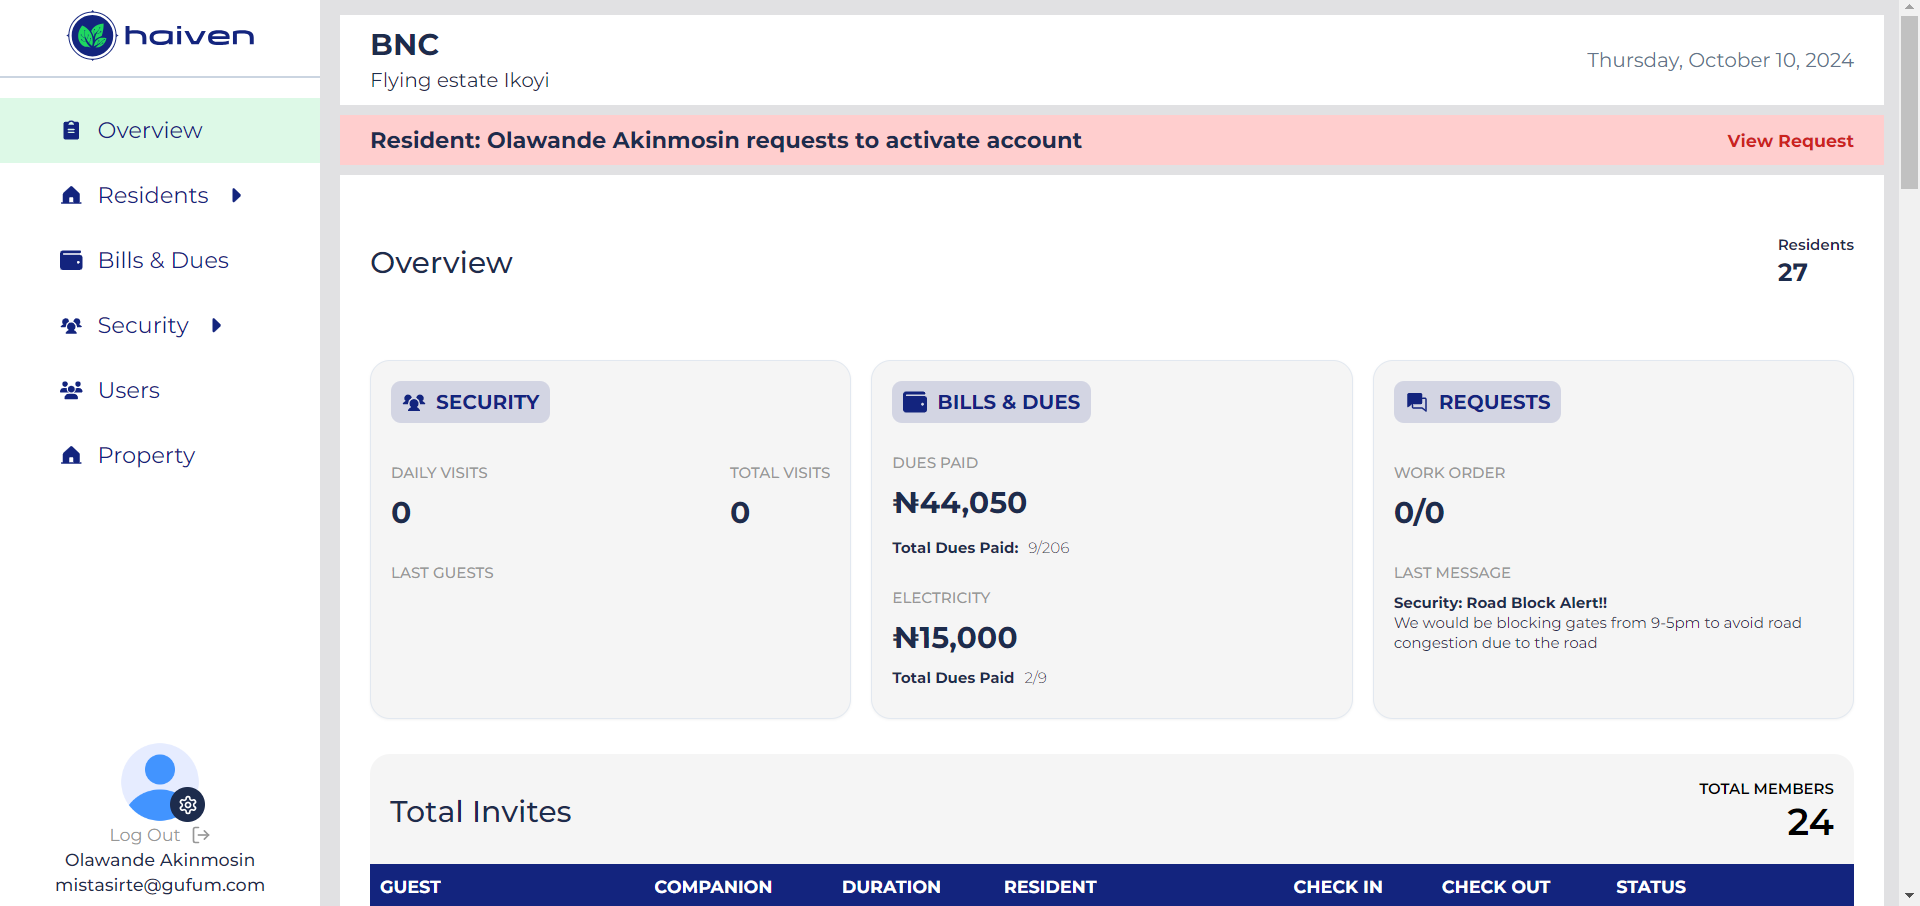 haiven
Overview
Residents
Bills & Dues
Security
Users
Property
Log Out
Olawande Akinmosin
mistasirte@gufum.com
BNC
Flying estate Ikoyi
Thursday, October 10, 2024
Resident: Olawande Akinmosin requests to activate account
View Request
Overview
Residents
27
SECURITY
DAILY VISITS
0
TOTAL VISITS
0
LAST GUESTS
BILLS & DUES
DUES PAID
₦44,050
Total Dues Paid: 9/206
ELECTRICITY
₦15,000
Total Dues Paid 2/9
REQUESTS
WORK ORDER
0/0
LAST MESSAGE
Security: Road Block Alert!!
We would be blocking gates from 9-5pm to avoid road
congestion due to the road
Total Invites
TOTAL MEMBERS
24
GUEST COMPANION DURATION RESIDENT CHECK IN CHECK OUT STATUS